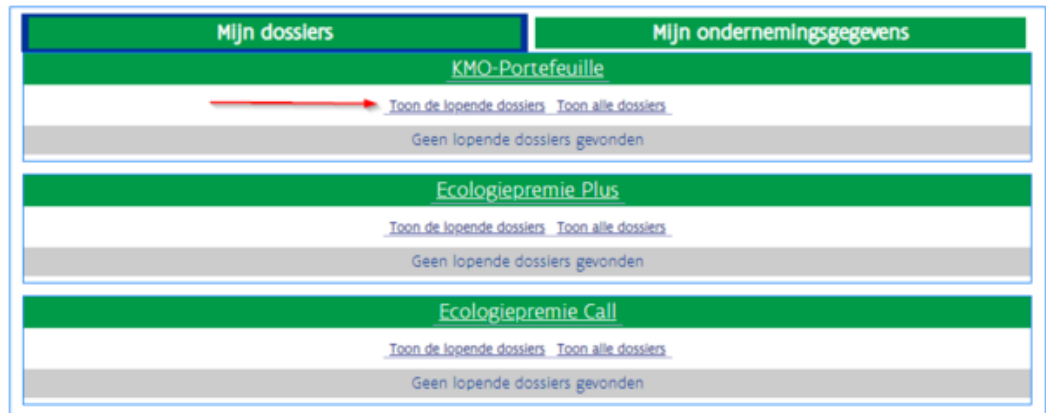 Mijn dossiers Mijn ondernemingsgegevens
KMO-Portefeuille
Toon de lopende dossiers Toon alle dossiers
Geen lopende dossiers gevonden
Ecologiepremie Plus
Toon de lopende dossiers Toon alle dossiers
Geen lopende dossiers gevonden
Ecologiepremie Call
Toon de lopende dossiers Toon alle dossiers
Geen lopende dossiers gevonden